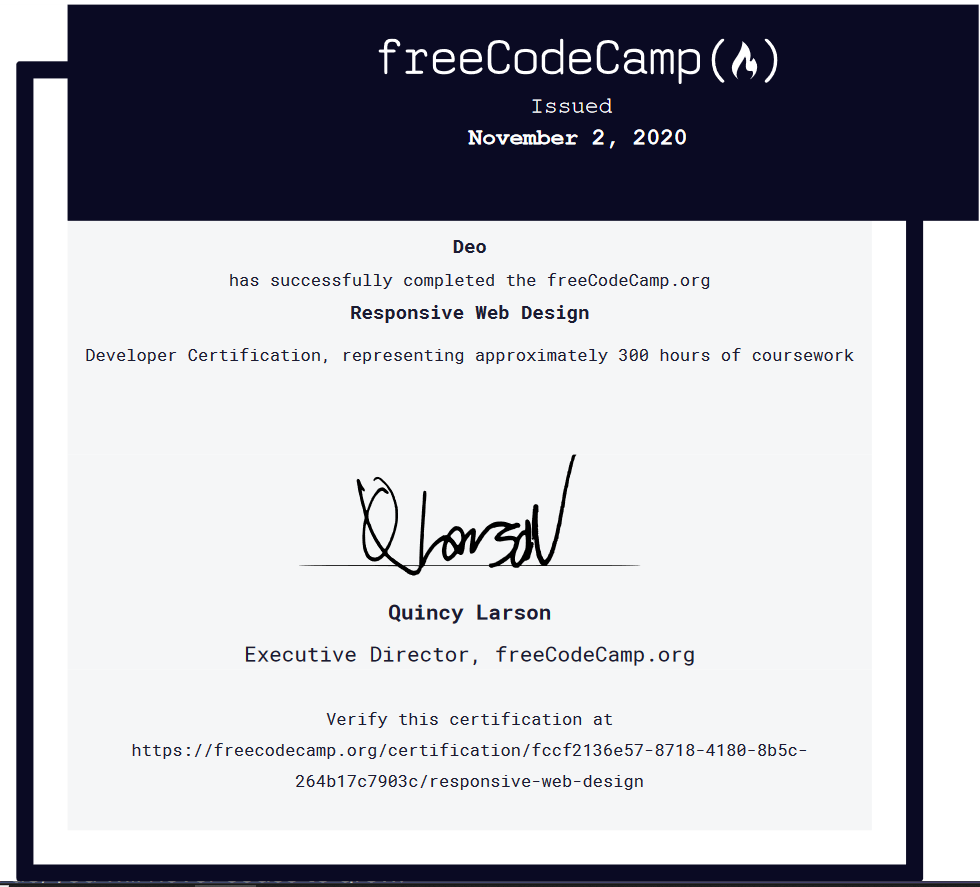 freeCodeCamp(🔥)
Issued
November 2, 2020
Deo
has successfully completed the freeCodeCamp.org
Responsive Web Design
Developer Certification, representing approximately 300 hours of coursework
Q Larson
Quincy Larson
Executive Director, freeCodeCamp.org
Verify this certification at
https://freecodecamp.org/certification/fccf2136e57-8718-4180-8b5c-
264b17c7903c/responsive-web-design